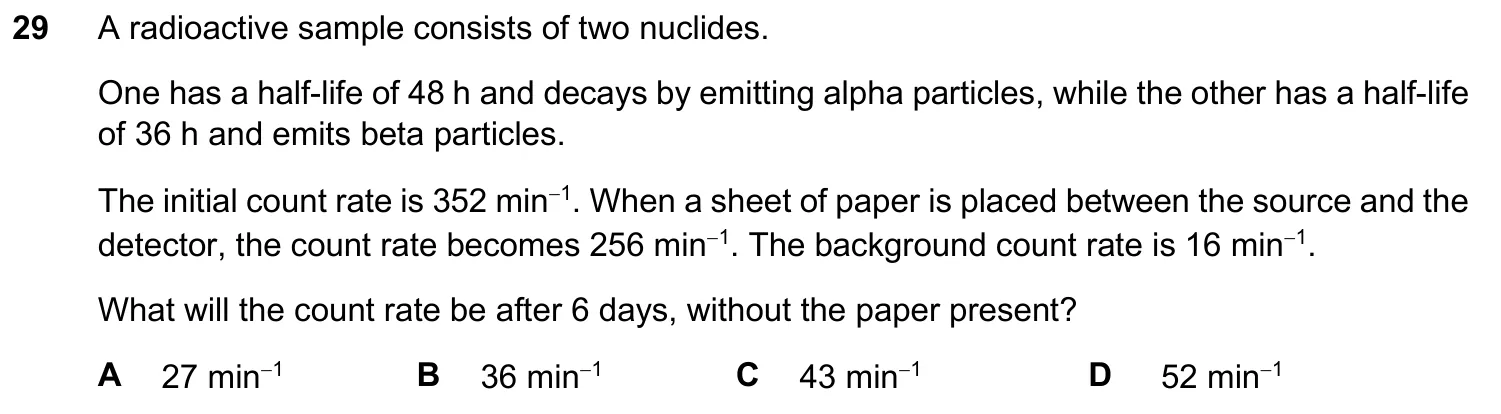 29 A radioactive sample consists of two nuclides.
One has a half-life of 48 h and decays by emitting alpha particles, while the other has a half-life
of 36 h and emits beta particles.
The initial count rate is 352 min⁻¹. When a sheet of paper is placed between the source and the
detector, the count rate becomes 256 min⁻¹. The background count rate is 16 min⁻¹.
What will the count rate be after 6 days, without the paper present?
A 27 min⁻¹ B 36 min⁻¹ C 43 min⁻¹ D 52 min⁻¹